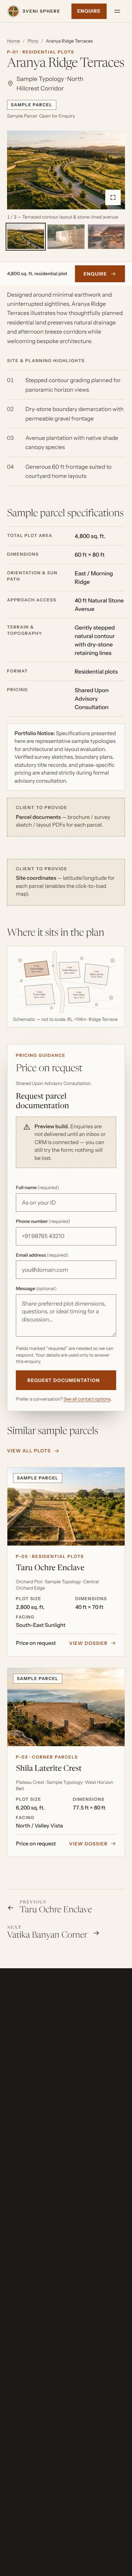 3VENI SPHERE
ENQUIRE
Home / Plots / Aranya Ridge Terraces
P-01 · RESIDENTIAL PLOTS
Aranya Ridge Terraces
Sample Typology · North
Hillcrest Corridor
SAMPLE PARCEL
Sample Parcel · Open for Enquiry
1 / 3 — Terraced contour layout & stone-lined avenue
4,800 sq. ft. residential plot
ENQUIRE →
Designed around minimal earthwork and
unobstructed sightlines, Aranya Ridge
Terraces illustrates how thoughtfully planned
residential land preserves natural drainage
and afternoon breeze corridors while
welcoming bespoke architecture.
SITE & PLANNING HIGHLIGHTS
01 Stepped contour grading planned for
panoramic horizon views
02 Dry-stone boundary demarcation with
permeable gravel frontage
03 Avenue plantation with native shade
canopy species
04 Generous 60 ft frontage suited to
courtyard home layouts
Sample parcel specifications
TOTAL PLOT AREA 4,800 sq. ft.
DIMENSIONS 60 ft × 80 ft
ORIENTATION & SUN PATH East / Morning Ridge
APPROACH ACCESS 40 ft Natural Stone Avenue
TERRAIN & TOPOGRAPHY Gently stepped natural contour with dry-stone retaining lines
FORMAT Residential plots
PRICING Shared Upon Advisory Consultation
Portfolio Notice: Specifications presented
here are representative sample typologies
for architectural and layout evaluation.
Verified survey sketches, boundary plans,
statutory title records, and phase-specific
pricing are shared strictly during formal
advisory consultation.
CLIENT TO PROVIDE
Parcel documents — brochure / survey
sketch / layout PDFs for each parcel.
CLIENT TO PROVIDE
Site coordinates — latitude/longitude for
each parcel (enables the click-to-load
map).
Where it sits in the plan
Schematic — not to scale.
Ridge Terrace
PRICING GUIDANCE
Price on request
Shared Upon Advisory Consultation.
Request parcel
documentation
Preview build. Enquiries are
not delivered until an inbox or
CRM is connected — you can
still try the form; nothing will
be lost.
Full name (required)
As on your ID
Phone number (required)
+91 98765 43210
Email address (required)
you@domain.com
Message (optional)
Share preferred plot dimensions,
questions, or ideal timing for a
discussion...
Fields marked "required" are needed so we can
respond. Your details are used only to answer
this enquiry.
REQUEST DOCUMENTATION
Prefer a conversation? See all contact options.
Similar sample parcels
VIEW ALL PLOTS →
SAMPLE PARCEL
P-05 · RESIDENTIAL PLOTS
Taru Ochre Enclave
Orchard Plot · Sample Typology · Central
Orchard Edge
PLOT SIZE DIMENSIONS
2,800 sq. ft. 40 ft × 70 ft
FACING
South-East Sunlight
Price on request VIEW DOSSIER →
SAMPLE PARCEL
P-02 · CORNER PARCELS
Shila Laterite Crest
Plateau Crest · Sample Typology · West Horizon
Belt
PLOT SIZE DIMENSIONS
6,200 sq. ft. 77.5 ft × 80 ft
FACING
North / Valley Vista
Price on request VIEW DOSSIER →
← PREVIOUS
Taru Ochre Enclave
NEXT
Vatika Banyan Corner →